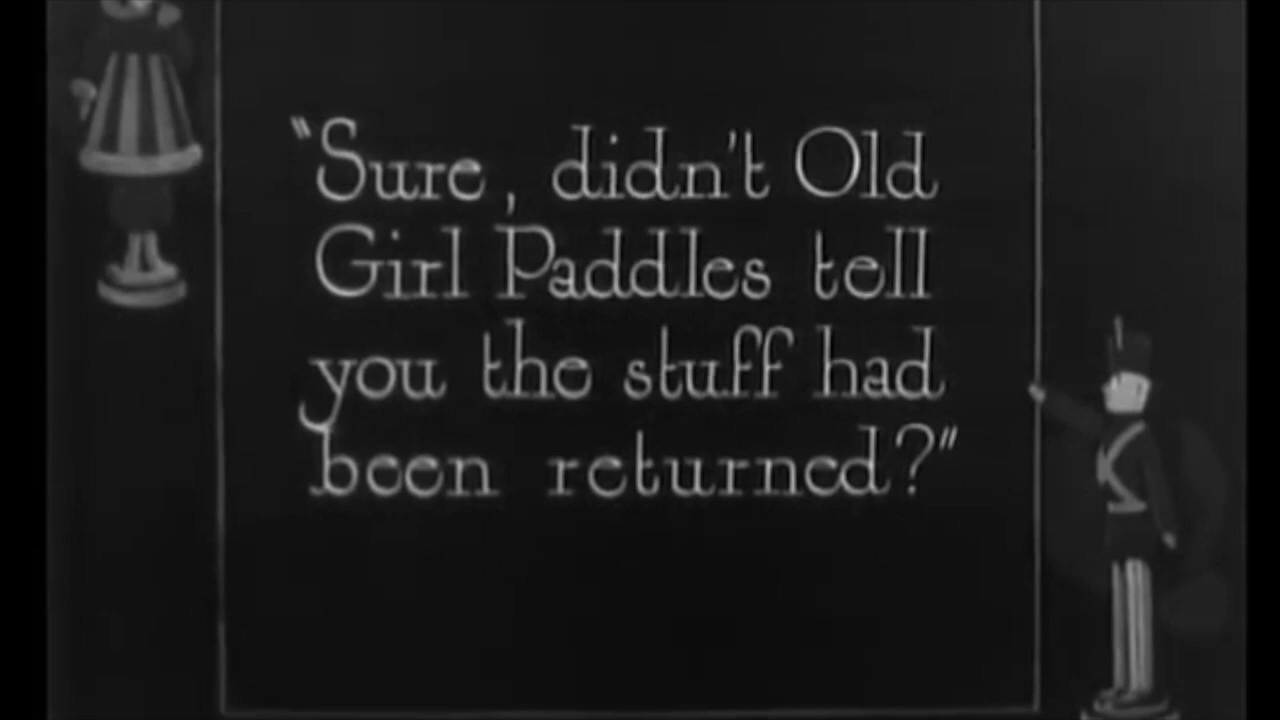 "Sure, didn't Old
Girl Paddles tell
you the stuff had
been returned?"